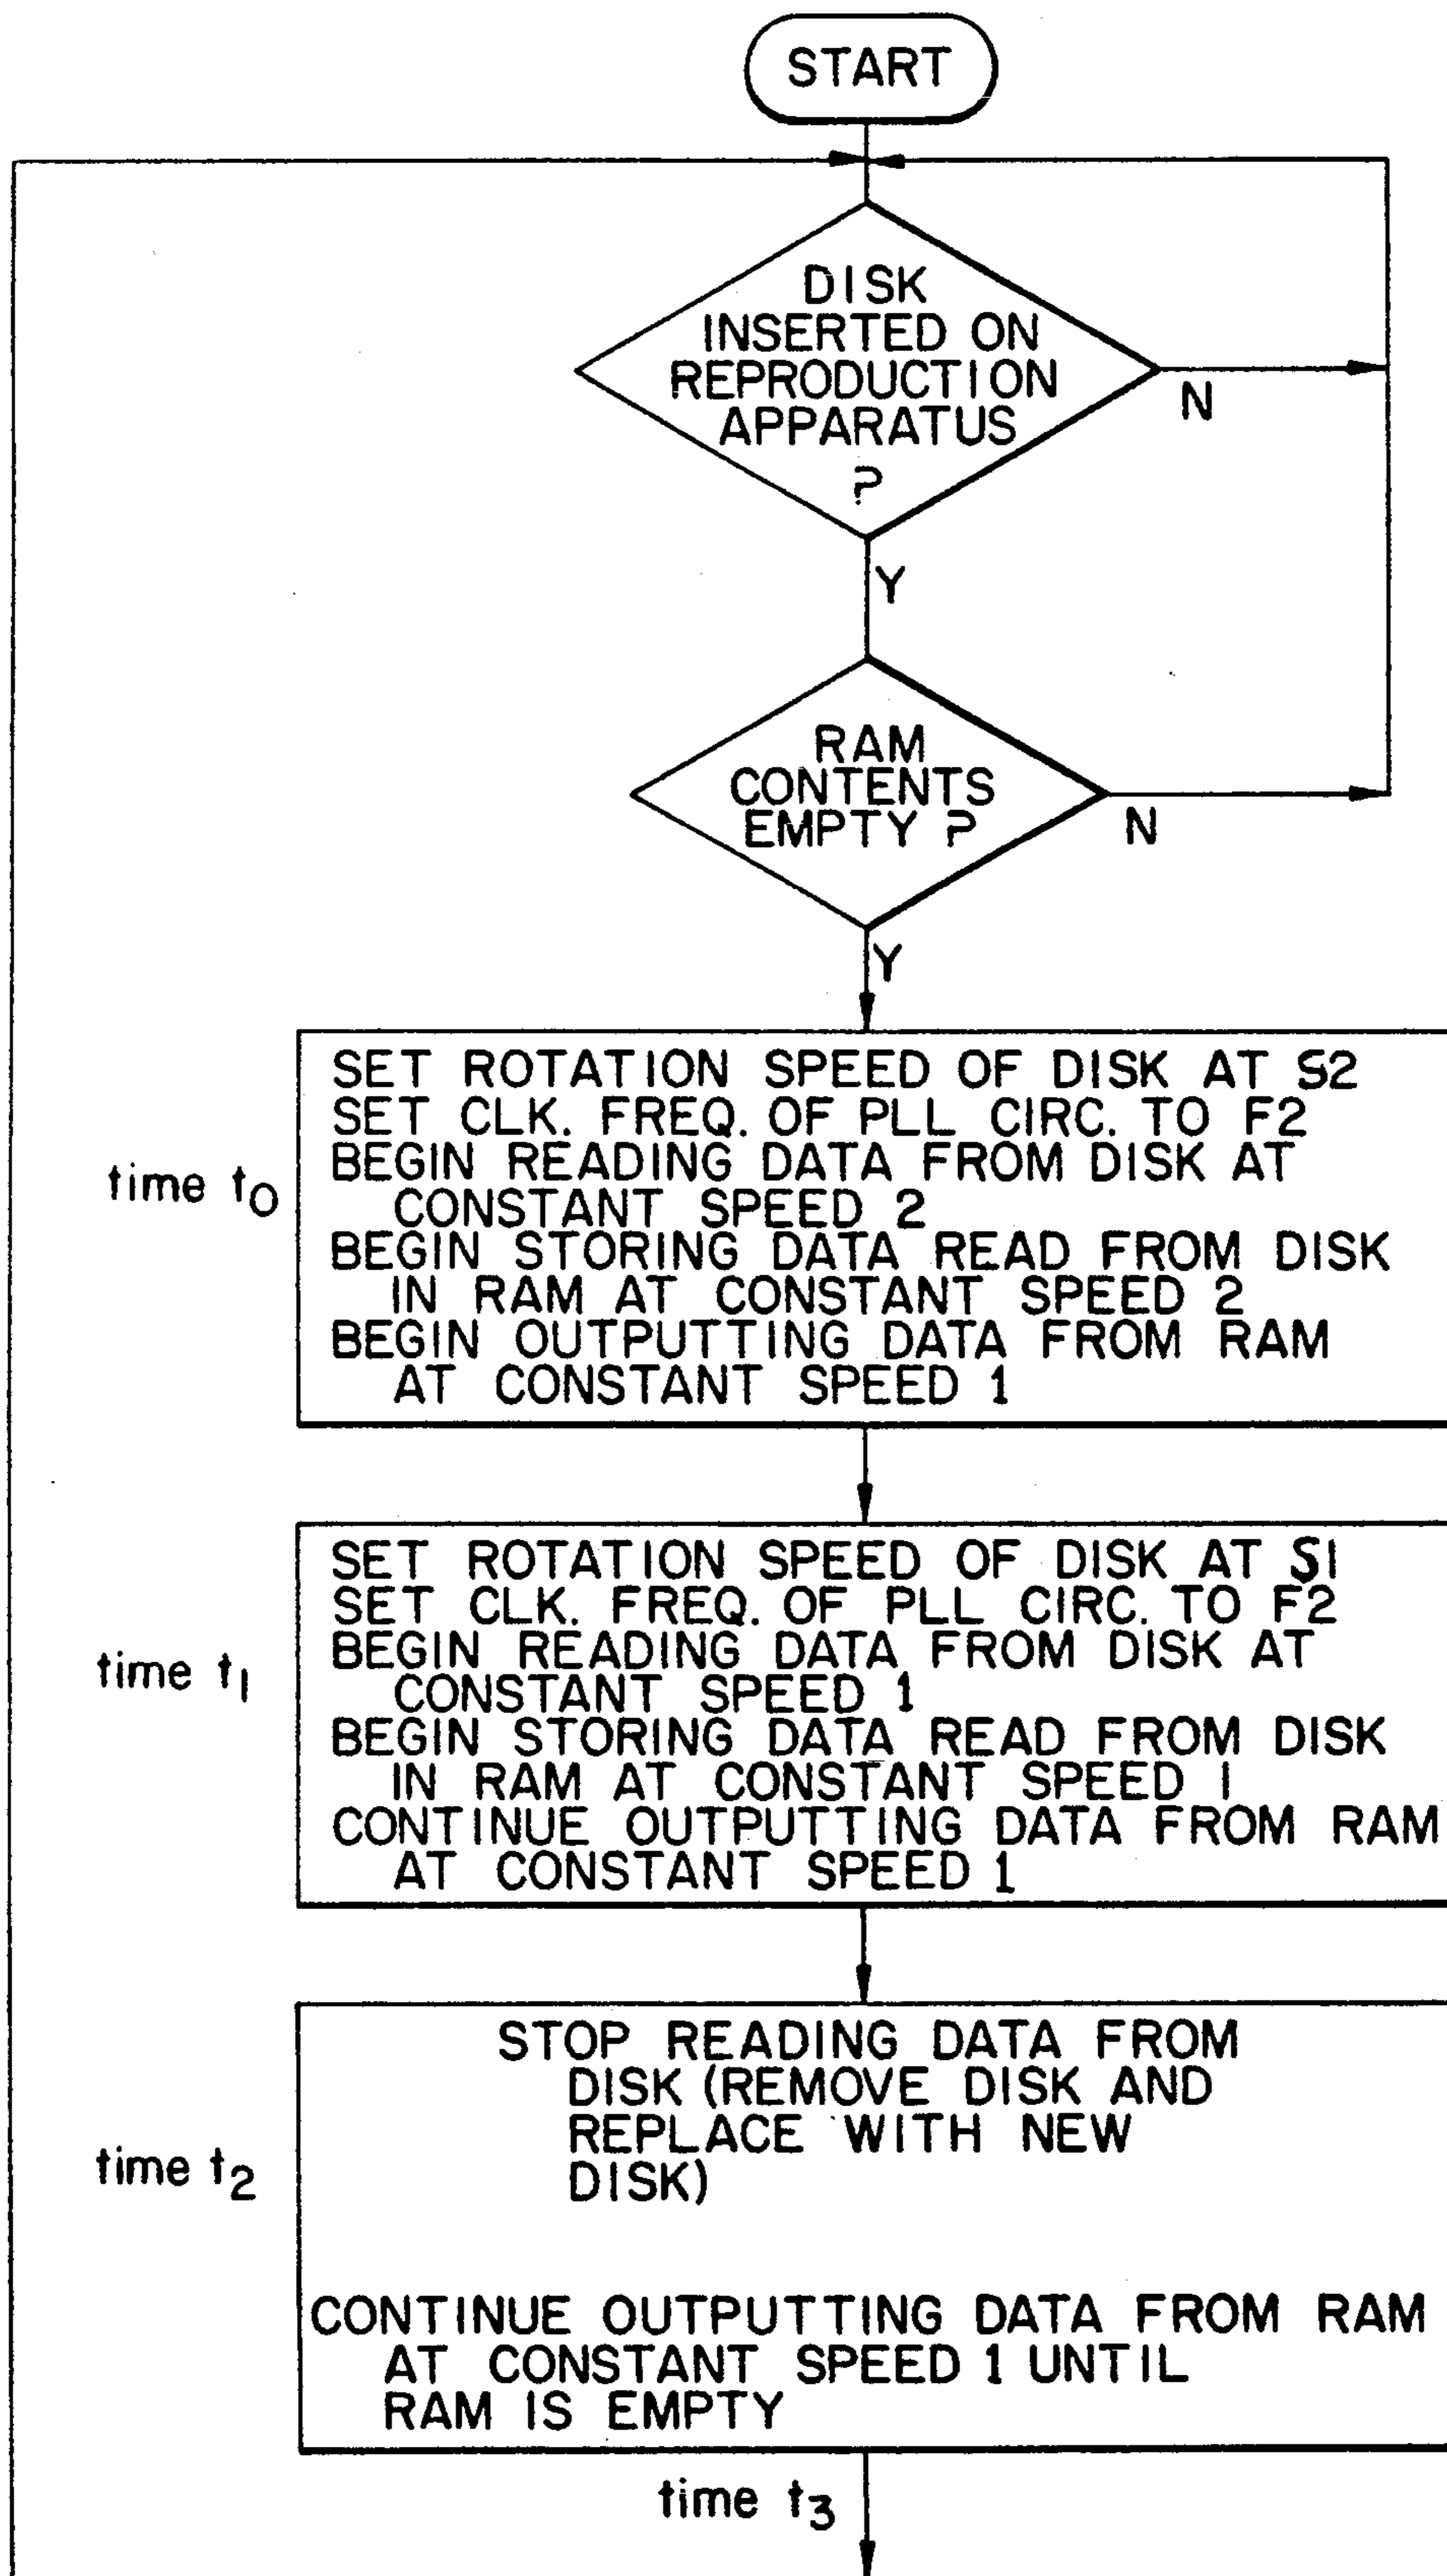 START
DISK
INSERTED ON
REPRODUCTION
APPARATUS
?
N
Y
RAM
CONTENTS
EMPTY ?
N
Y
time t0
SET ROTATION SPEED OF DISK AT S2
SET CLK. FREQ. OF PLL CIRC. TO F2
BEGIN READING DATA FROM DISK AT
CONSTANT SPEED 2
BEGIN STORING DATA READ FROM DISK
IN RAM AT CONSTANT SPEED 2
BEGIN OUTPUTTING DATA FROM RAM
AT CONSTANT SPEED 1
time t1
SET ROTATION SPEED OF DISK AT S1
SET CLK. FREQ. OF PLL CIRC. TO F2
BEGIN READING DATA FROM DISK AT
CONSTANT SPEED 1
BEGIN STORING DATA READ FROM DISK
IN RAM AT CONSTANT SPEED 1
CONTINUE OUTPUTTING DATA FROM RAM
AT CONSTANT SPEED 1
time t2
STOP READING DATA FROM
DISK (REMOVE DISK AND
REPLACE WITH NEW
DISK)
CONTINUE OUTPUTTING DATA FROM RAM
AT CONSTANT SPEED 1 UNTIL
RAM IS EMPTY
time t3